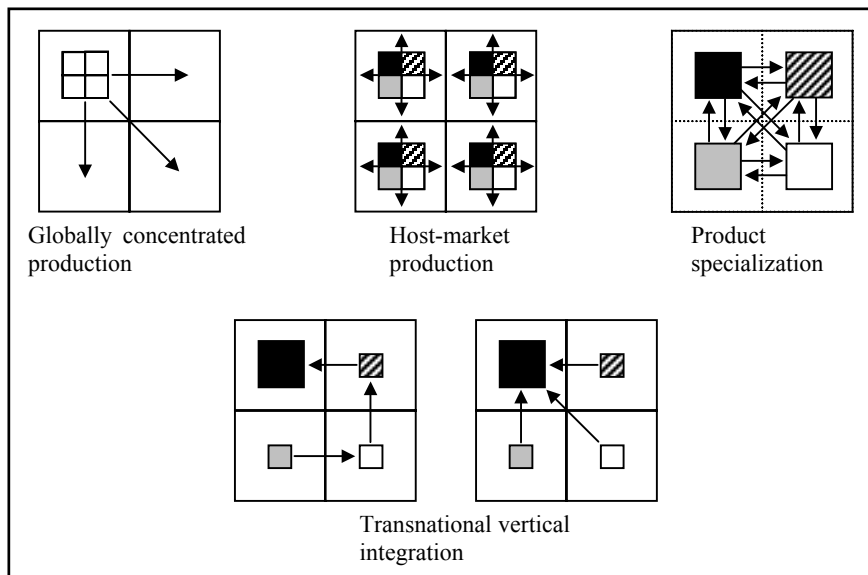 Globally concentrated
production
Host-market
production
Product
specialization
Transnational vertical
integration